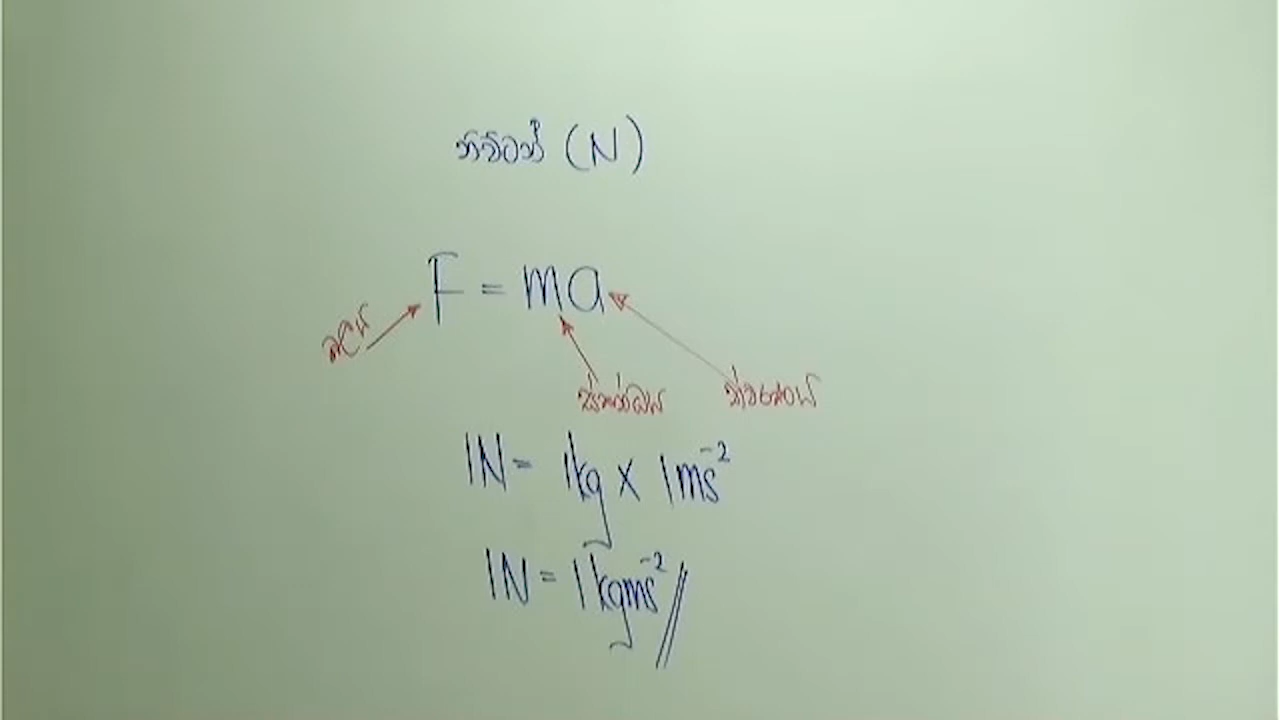 නිව්ටන් (N)
F = ma
බලය
ස්කන්ධය
ත්වරණය
1N = 1kg x 1ms⁻²
1N = 1kgms⁻²//